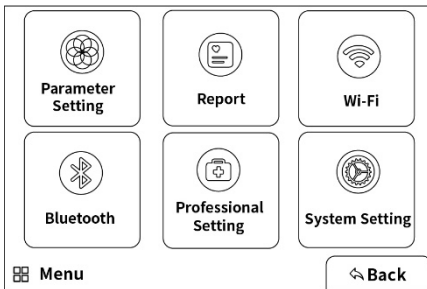 Parameter
Setting
Report
Wi-Fi
Bluetooth
Professional
Setting
System Setting
Menu
Back